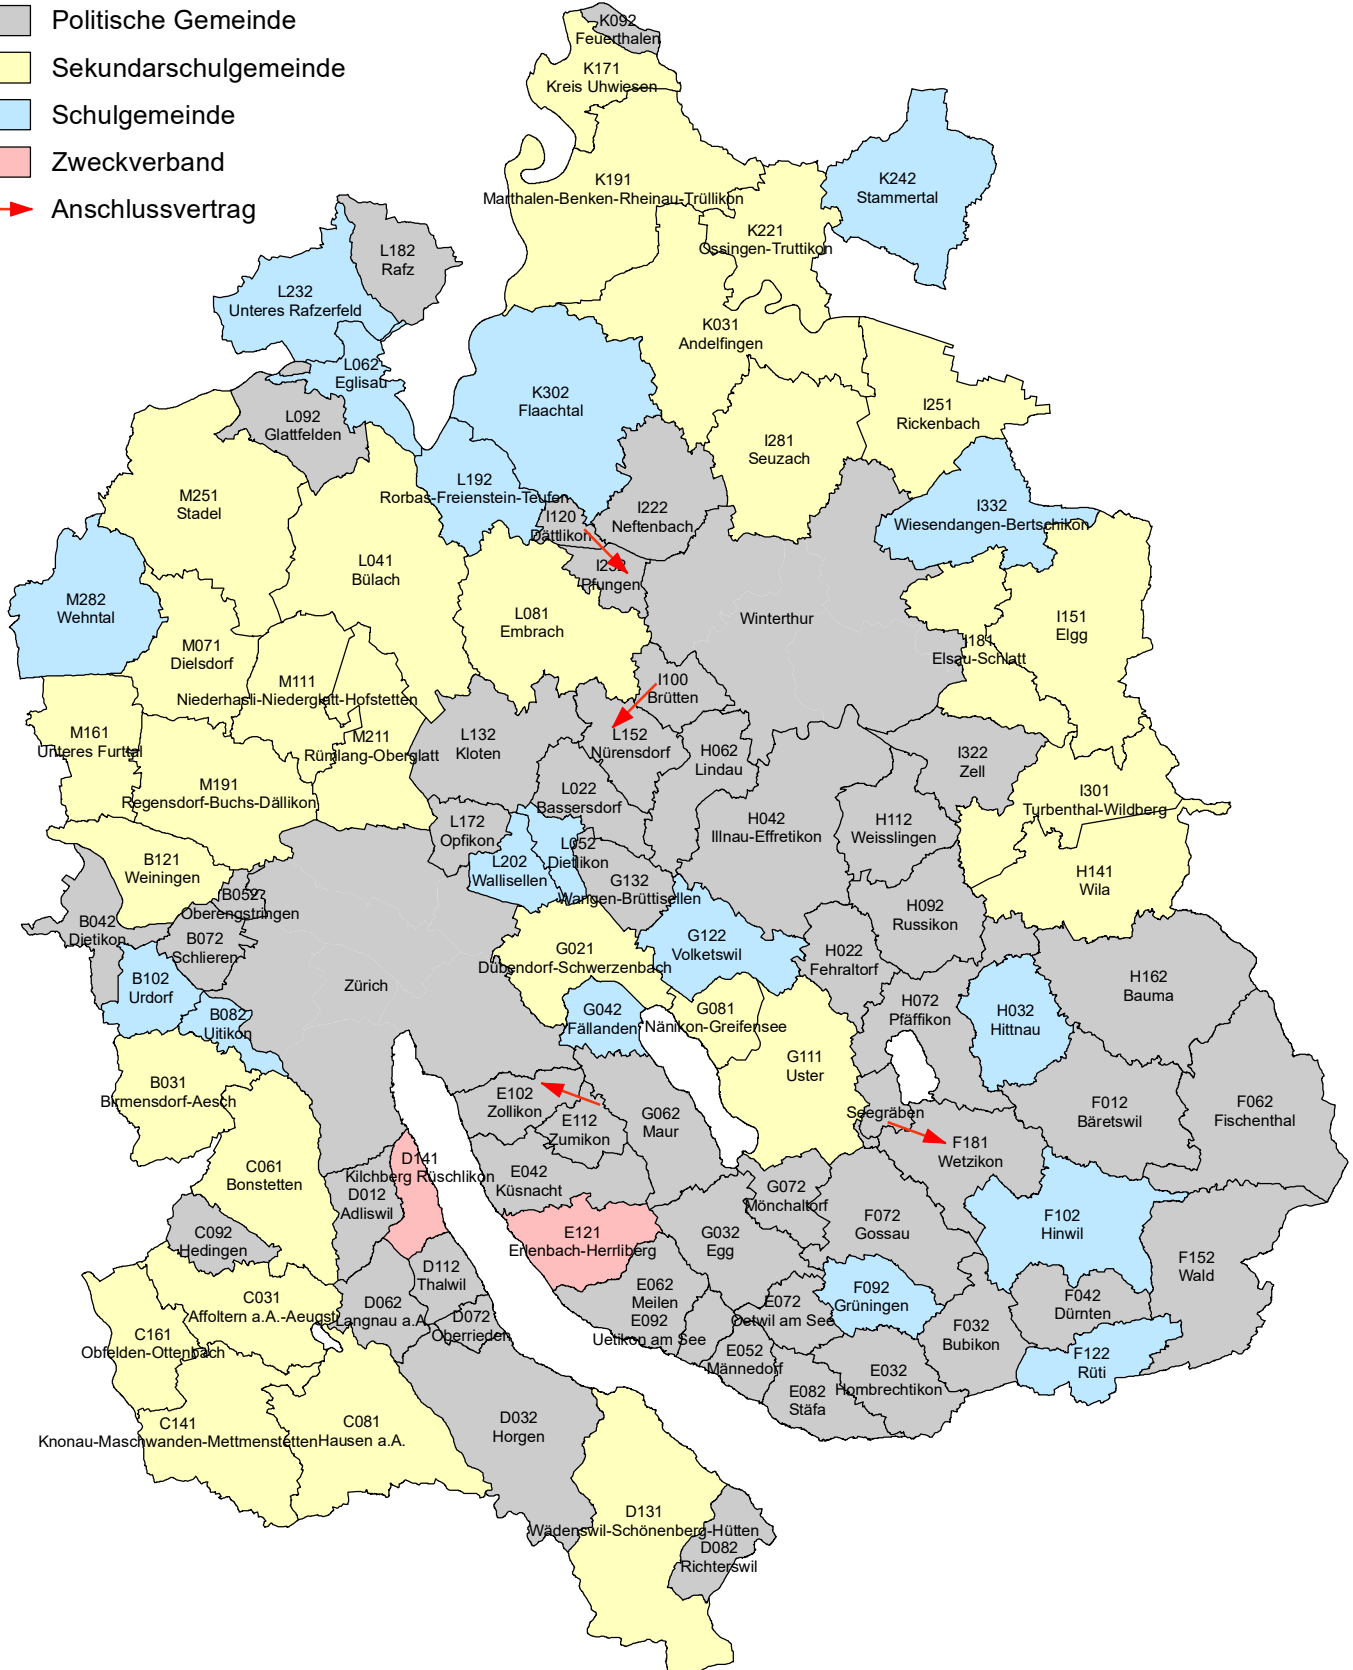 Politische Gemeinde
Sekundarschulgemeinde
Schulgemeinde
Zweckverband
Anschlussvertrag
K092
Feuerthalen
K171
Kreis Uhwiesen
K191
Marthalen-Benken-Rheinau-Trüllikon
K242
Stammertal
K221
Ossingen-Truttikon
L182
Rafz
L232
Unteres Rafzerfeld
K031
Andelfingen
L062
Eglisau
K302
Flaachtal
I251
Rickenbach
L092
Glattfelden
I281
Seuzach
L192
Rorbas-Freienstein-Teufen
M251
Stadel
I222
Neftenbach
I332
Wiesendangen-Bertschikon
I120
Dättlikon
L041
Bülach
Pfungen
M282
Wehntal
L081
Embrach
Winterthur
I151
Elgg
M071
Dielsdorf
I181
Elsau-Schlatt
M111
Niederhasli-Niederglatt-Hofstetten
I100
Brütten
M161
Unteres Furttal
M211
Rümlang-Oberglatt
L132
Kloten
L152
Nürensdorf
H062
Lindau
I322
Zell
M191
Regensdorf-Buchs-Dällikon
L022
Bassersdorf
I301
Turbenthal-Wildberg
H042
Illnau-Effretikon
H112
Weisslingen
L172
Opfikon
L052
Dietlikon
B121
Weiningen
L202
Wallisellen
G132
Wangen-Brüttisellen
H141
Wila
B052
Oberengstringen
B042
Dietikon
H092
Russikon
B072
Schlieren
G021
Dübendorf-Schwerzenbach
G122
Volketswil
H022
Fehraltorf
B102
Urdorf
Zürich
H162
Bauma
B082
Uitikon
G042
Fällanden
G081
Nänikon-Greifensee
H072
Pfäffikon
H032
Hittnau
G111
Uster
B031
Birmensdorf-Aesch
E102
Zollikon
E112
Zumikon
G062
Maur
Seegräben
F012
Bäretswil
F062
Fischenthal
F181
Wetzikon
C061
Bonstetten
D141
Kilchberg Rüschlikon
D012
Adliswil
E042
Küsnacht
G072
Mönchaltorf
C092
Hedingen
E121
Erlenbach-Herrliberg
G032
Egg
F072
Gossau
F102
Hinwil
F152
Wald
D112
Thalwil
C031
Affoltern a.A.-Aeugst
D062
Langnau a.A.
D072
Oberrieden
E062
Meilen
E092
Uetikon am See
E072
Oetwil am See
F092
Grüningen
F042
Dürnten
F032
Bubikon
C161
Obfelden-Ottenbach
E052
Männedorf
F122
Rüti
E082
Stäfa
E032
Hombrechtikon
C141
Knonau-Maschwanden-Mettmenstetten
C081
Hausen a.A.
D032
Horgen
D131
Wädenswil-Schönenberg-Hütten
D082
Richterswil